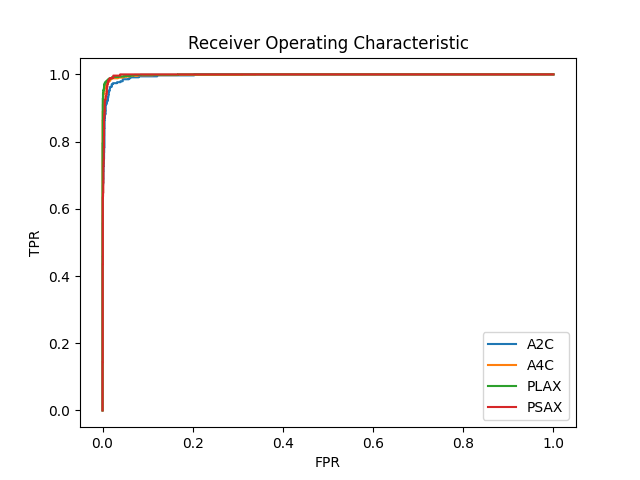 Receiver Operating Characteristic
1.0
0.8
0.6
0.4
0.2
0.0
TPR
0.0 0.2 0.4 0.6 0.8 1.0
FPR
A2C
A4C
PLAX
PSAX